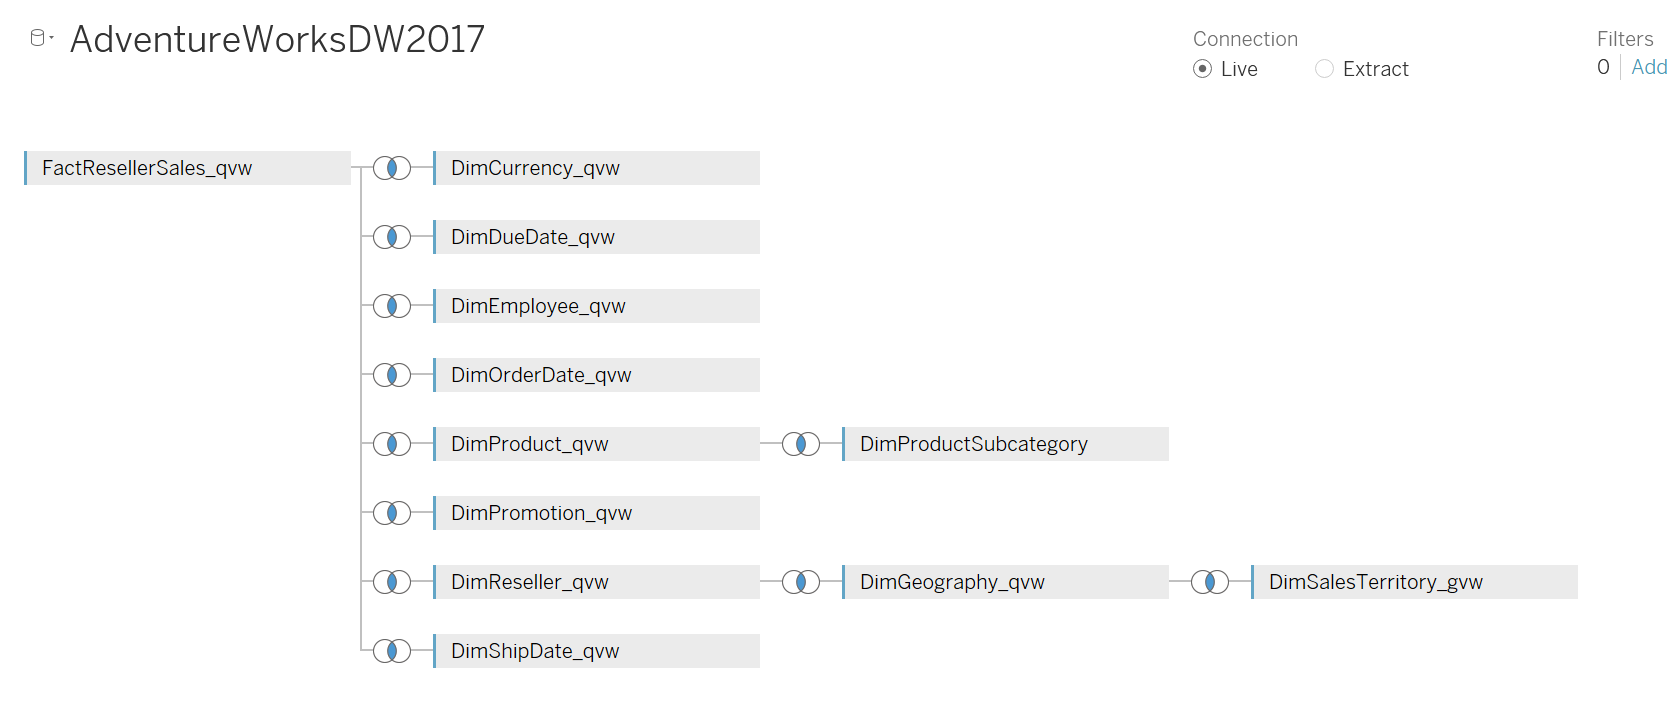 AdventureWorksDW2017
Connection
Live
Extract
Filters
0
Add
FactResellerSales_qvw
DimCurrency_qvw
DimDueDate_qvw
DimEmployee_qvw
DimOrderDate_qvw
DimProduct_qvw
DimProductSubcategory
DimPromotion_qvw
DimReseller_qvw
DimGeography_qvw
DimSalesTerritory_gvw
DimShipDate_qvw